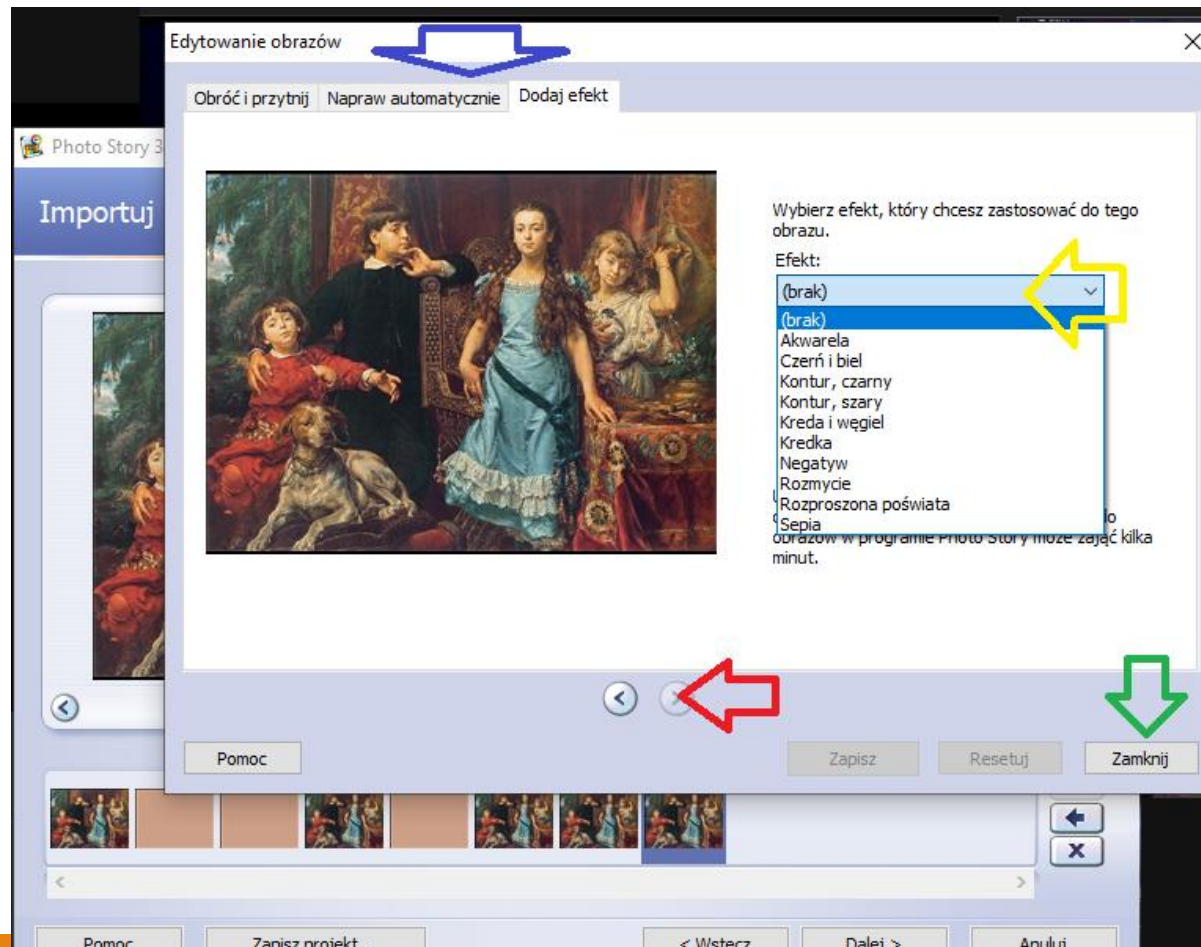 Edytowanie obrazów
Obróć i przytnij Napraw automatycznie Dodaj efekt
Photo Story 3
Importuj
Wybierz efekt, który chcesz zastosować do tego
obrazu.
Efekt:
(brak)
(brak)
Akwarela
Czerń i biel
Kontur, czarny
Kontur, szary
Kreda i węgiel
Kredka
Negatyw
Rozmycie
Rozproszona poświata
Sepia
obrazów w programie Photo Story może zająć kilka
minut.
Pomoc Zapisz Resetuj Zamknij
Pomoc Zapisz projekt... < Wstecz Dalej > Anuluj